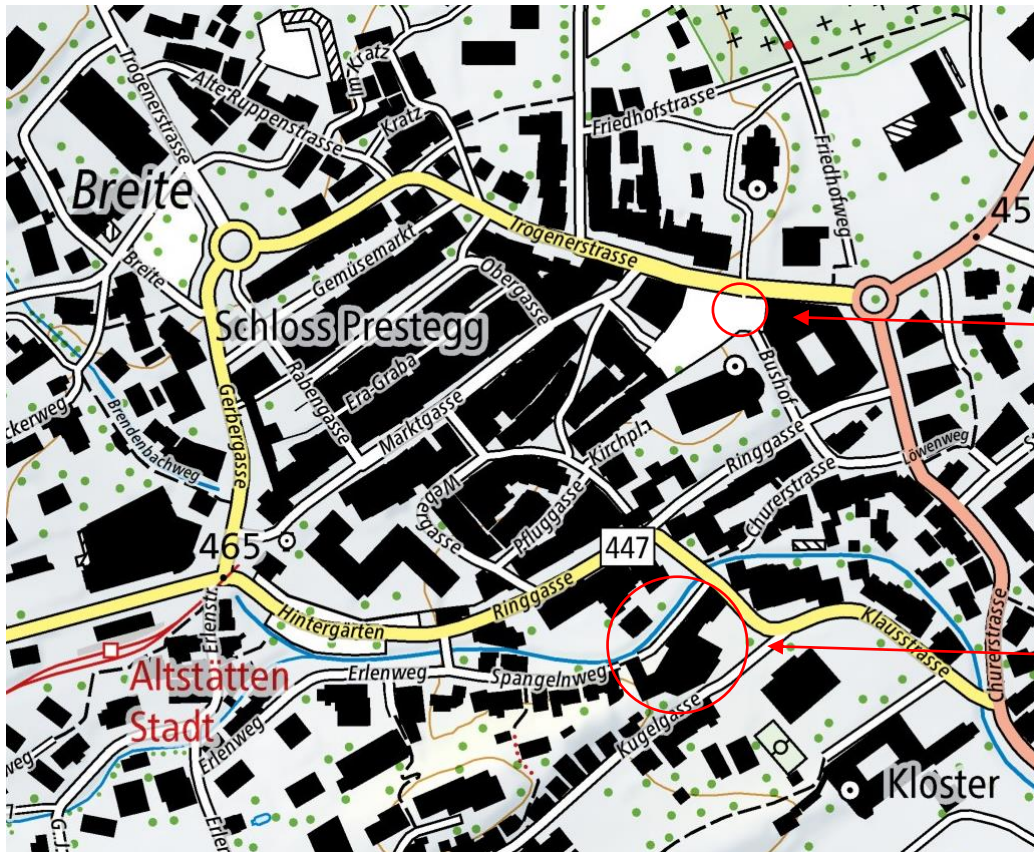 Trogenerstrasse
Alte Ruppenstrasse
Im Kratz
Kratz
Friedhofstrasse
Friedhofweg
Breite
45
Breite
Gemüsemarkt
Trogenerstrasse
Obergasse
Schloss Prestegg
Gerbergasse
Rabengasse
Era-Graba
Marktgasse
Bushof
Brendenbachweg
Kirchpl.
Ringgasse
Löwenweg
Webergasse
Pfluggasse
Churerstrasse
465
447
Ringgasse
Hintergärten
Erlenstr.
Klausstrasse
Churerstrasse
Altstätten
Stadt
Erlenweg
Spangelnweg
Kugelgasse
Erlenweg
Kloster